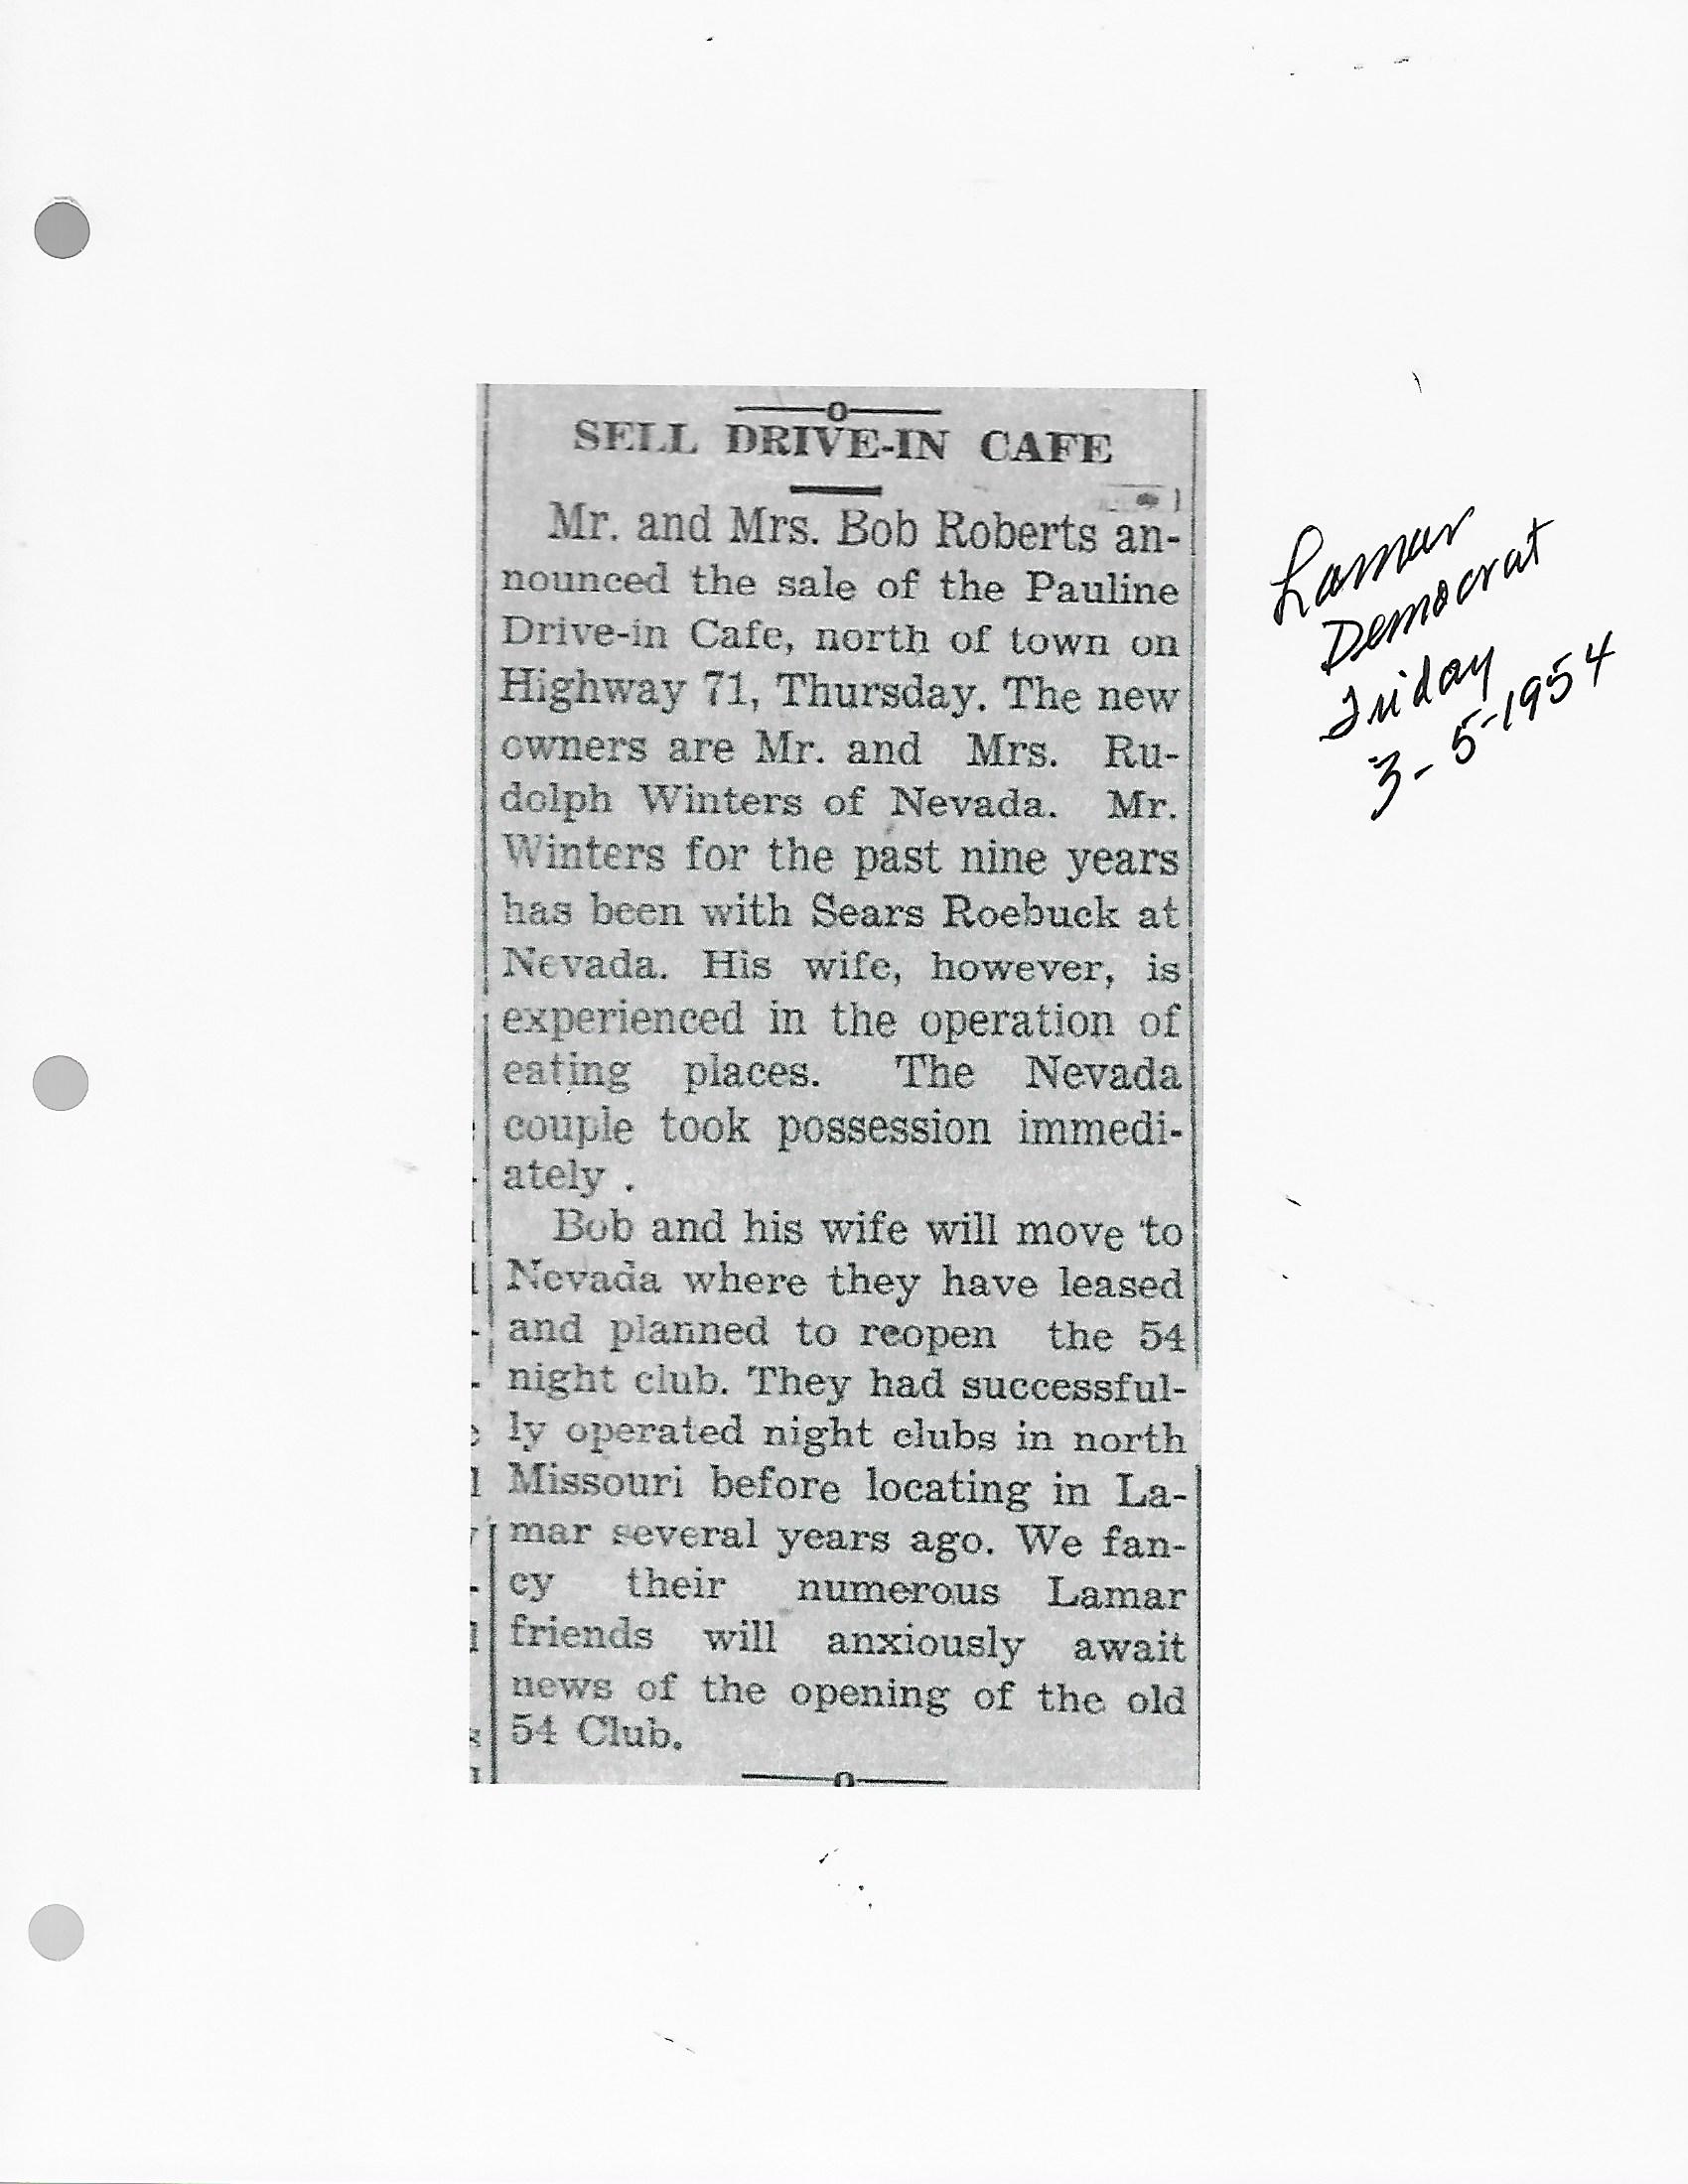 SELL DRIVE-IN CAFE
Mr. and Mrs. Bob Roberts an-
nounced the sale of the Pauline
Drive-in Cafe, north of town on
Highway 71, Thursday. The new
owners are Mr. and Mrs. Ru-
dolph Winters of Nevada. Mr.
Winters for the past nine years
has been with Sears Roebuck at
Nevada. His wife, however, is
experienced in the operation of
eating places. The Nevada
couple took possession immedi-
ately .
Bob and his wife will move to
Nevada where they have leased
and planned to reopen the 54
night club. They had successful-
ly operated night clubs in north
Missouri before locating in La-
mar several years ago. We fan-
cy their numerous Lamar
friends will anxiously await
news of the opening of the old
54 Club.
Lamar
Democrat
Friday
3-5-1954